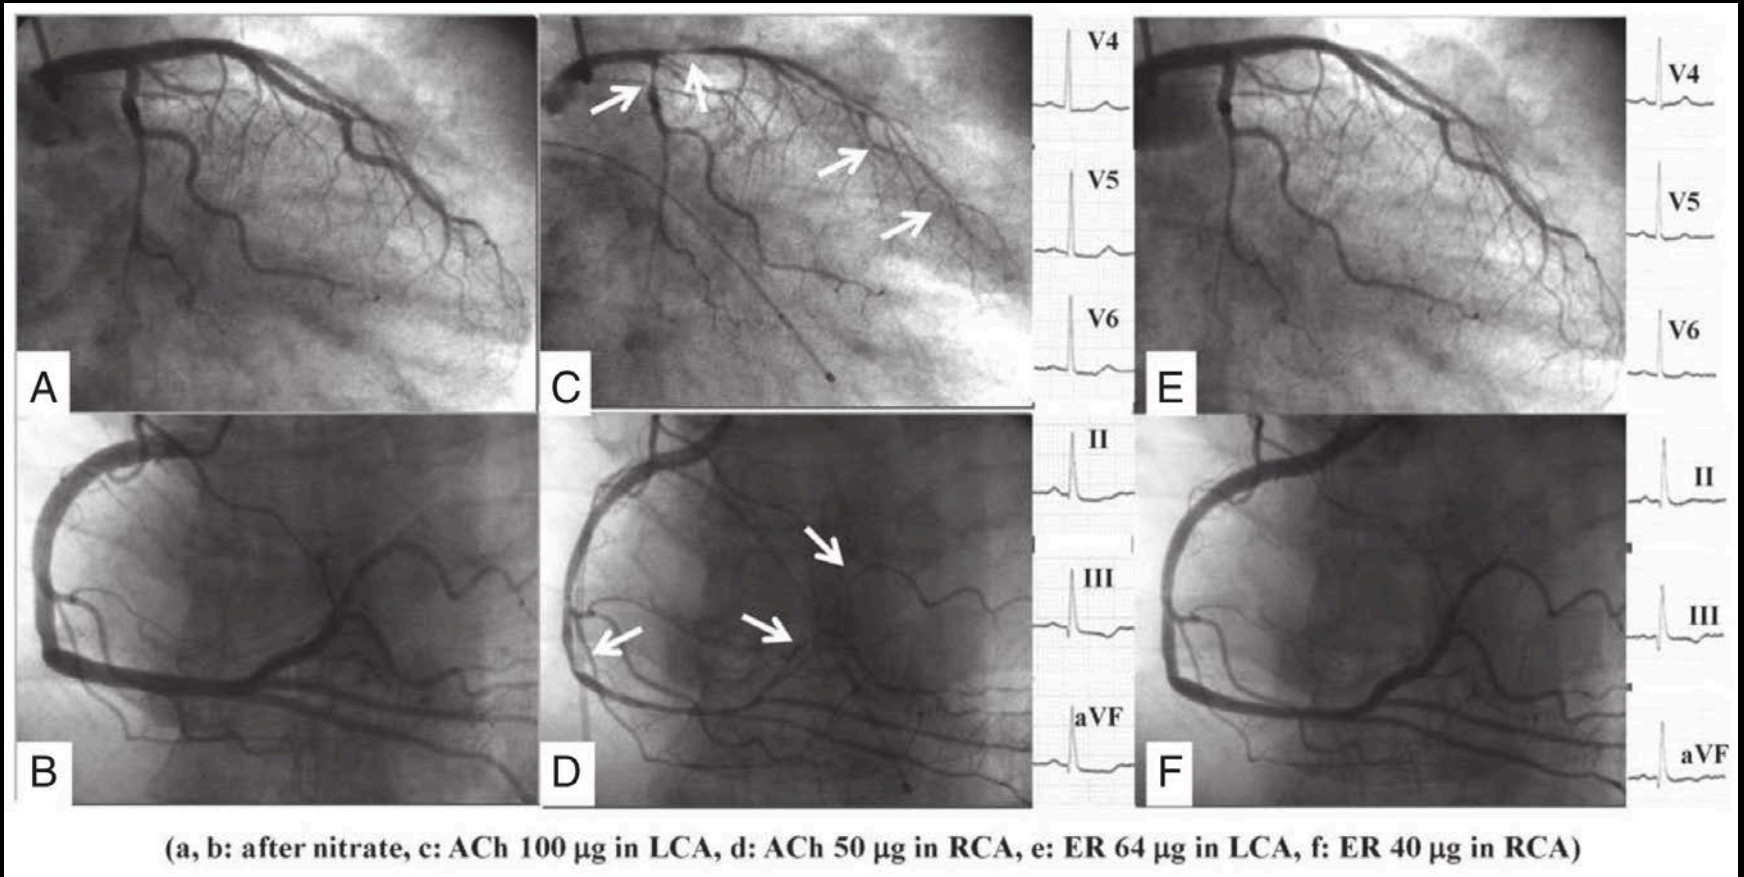 V4
V5
V6
V4
V5
V6
A
C
E
II
III
aVF
II
III
aVF
B
D
F
(a, b: after nitrate, c: ACh 100 μg in LCA, d: ACh 50 μg in RCA, e: ER 64 μg in LCA, f: ER 40 μg in RCA)